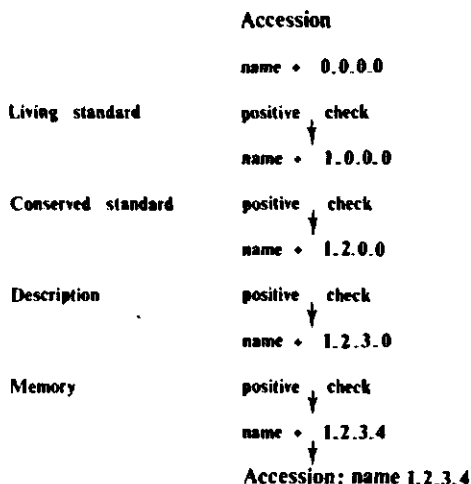 Accession
name + 0.0.0.0
Living standard positive check
name + 1.0.0.0
Conserved standard positive check
name + 1.2.0.0
Description positive check
name + 1.2.3.0
Memory positive check
name + 1.2.3.4
Accession: name 1.2.3.4